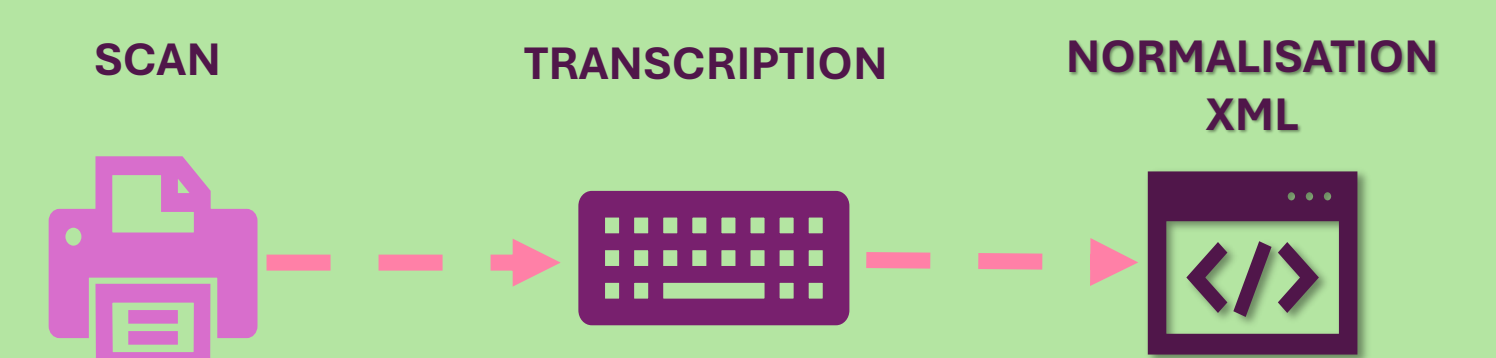 SCAN
TRANSCRIPTION
NORMALISATION
XML
</>